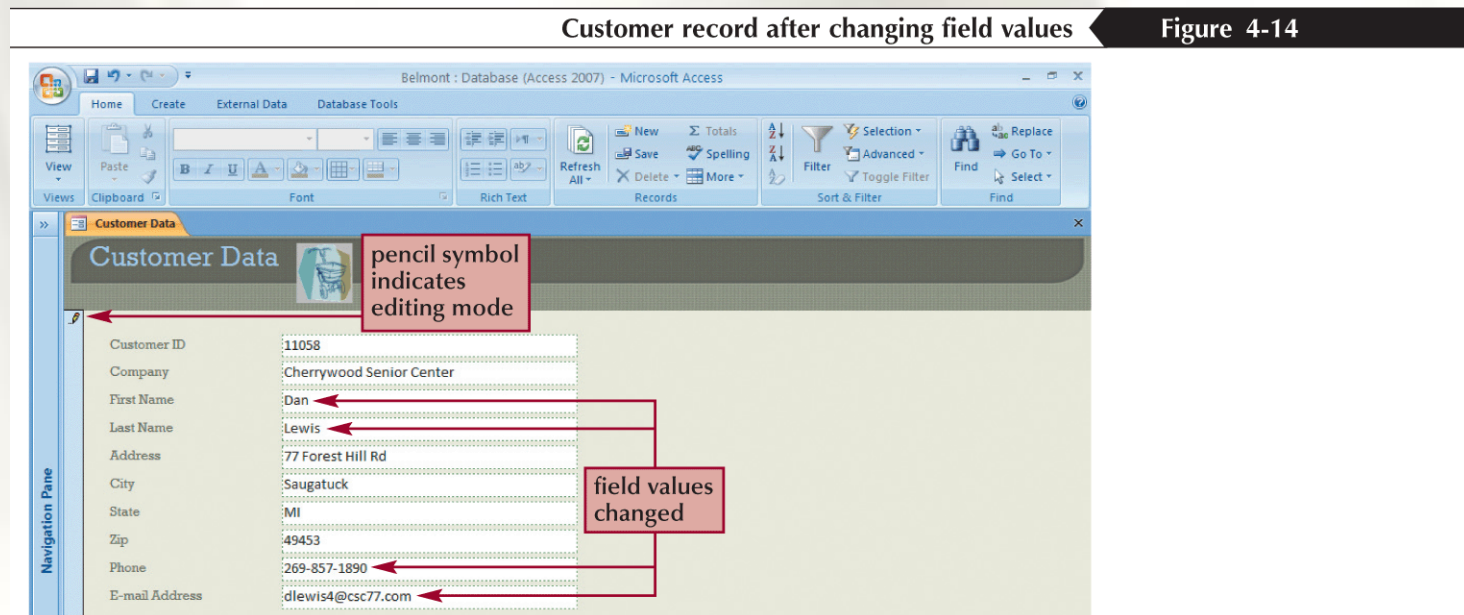 Customer record after changing field values
Figure 4-14
Belmont : Database (Access 2007) - Microsoft Access
Home Create External Data Database Tools
View
Views
Paste
Clipboard
B I U A
Font
ab
Rich Text
Refresh
All
New
Save
Delete
Σ Totals
ABC Spelling
More
Records
A Z
Z A
Filter
Selection
Advanced
Toggle Filter
Sort & Filter
Find
Replace
Go To
Select
Find
Customer Data
Customer Data
pencil symbol
indicates
editing mode
Customer ID 11058
Company Cherrywood Senior Center
First Name Dan
Last Name Lewis
Address 77 Forest Hill Rd
City Saugatuck
State MI
Zip 49453
Phone 269-857-1890
E-mail Address dlewis4@csc77.com
field values
changed
Navigation Pane